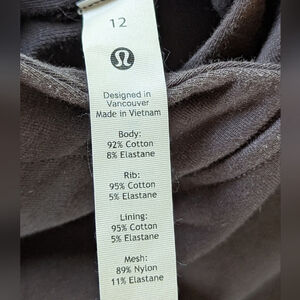 12
Designed in
Vancouver
Made in Vietnam
Body:
92% Cotton
8% Elastane
Rib:
95% Cotton
5% Elastane
Lining:
95% Cotton
5% Elastane
Mesh:
89% Nylon
11% Elastane